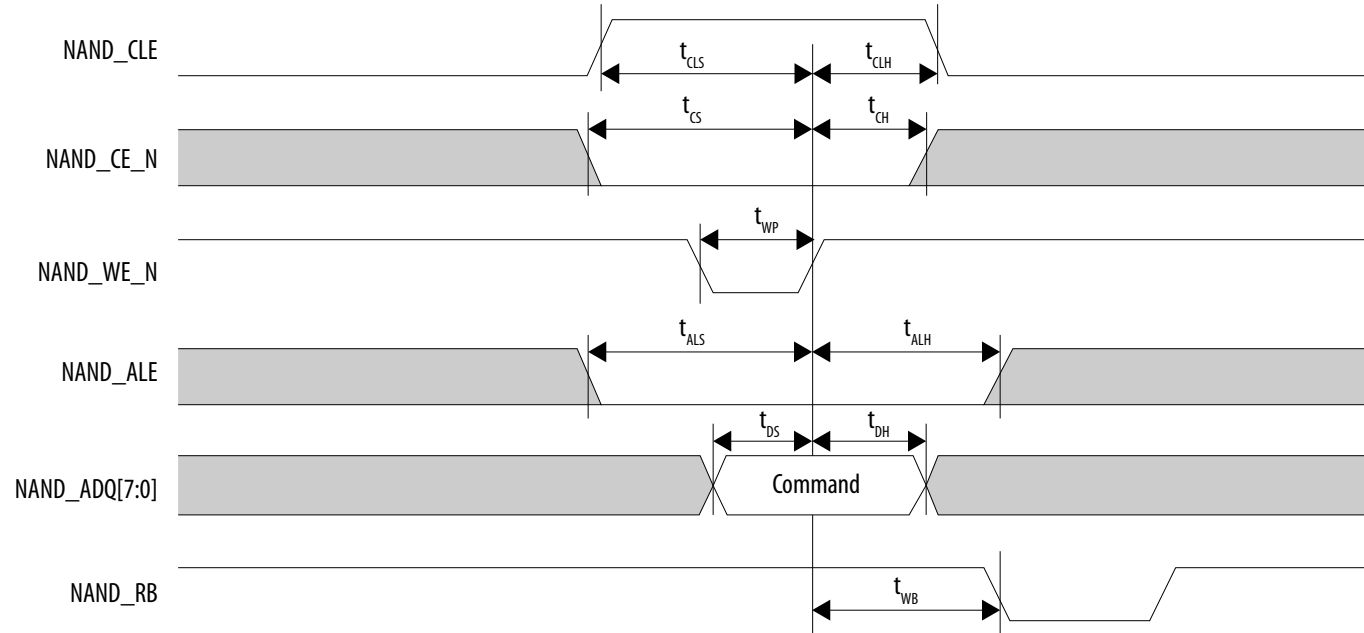 NAND_CLE
t_CLS t_CLH
t_CS t_CH
NAND_CE_N
t_WP
NAND_WE_N
t_ALS t_ALH
NAND_ALE
t_DS t_DH
NAND_ADQ[7:0] Command
NAND_RB t_WB